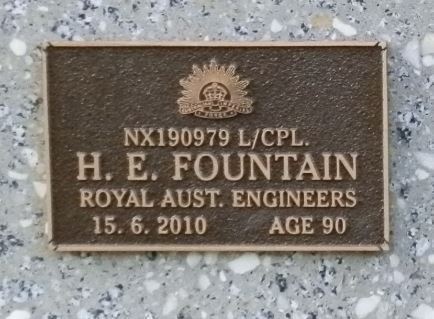 NX190979 L/CPL.
H. E. FOUNTAIN
ROYAL AUST. ENGINEERS
15. 6. 2010 AGE 90